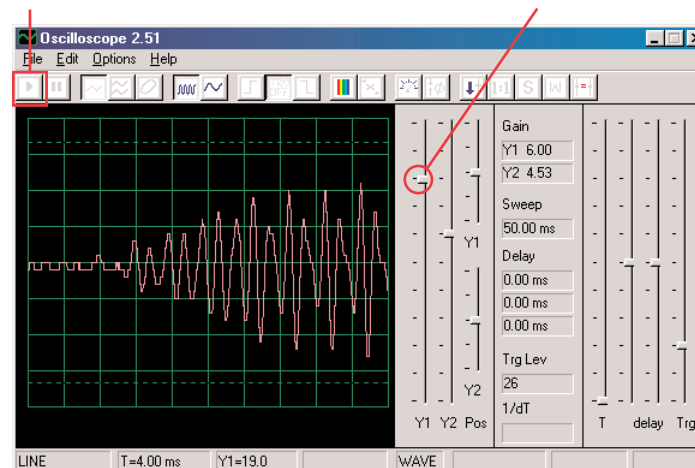 Oscilloscope 2.51
File Edit Options Help
1:1 S W
Gain
Y1 6.00
Y2 4.53
Sweep
50.00 ms
Y1
Delay
0.00 ms
0.00 ms
0.00 ms
Trg Lev
26
Y2
1/dT
Y1 Y2 Pos
T delay Trg
LINE T=4.00 ms Y1=19.0 WAVE